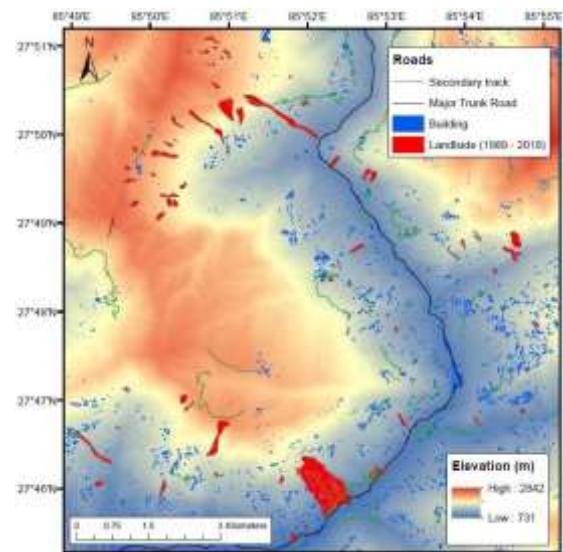 85°49'E 85°50'E 85°51'E 85°52'E 85°53'E 85°54'E 85°55'E
27°51'N
N
Roads
Secondary track
Major Trunk Road
Building
Landslide (1989 - 2018)
27°50'N
27°49'N
27°48'N
27°47'N
27°46'N
Elevation (m)
High : 2842
Low : 731
0 0.75 1.5 3 Kilometers